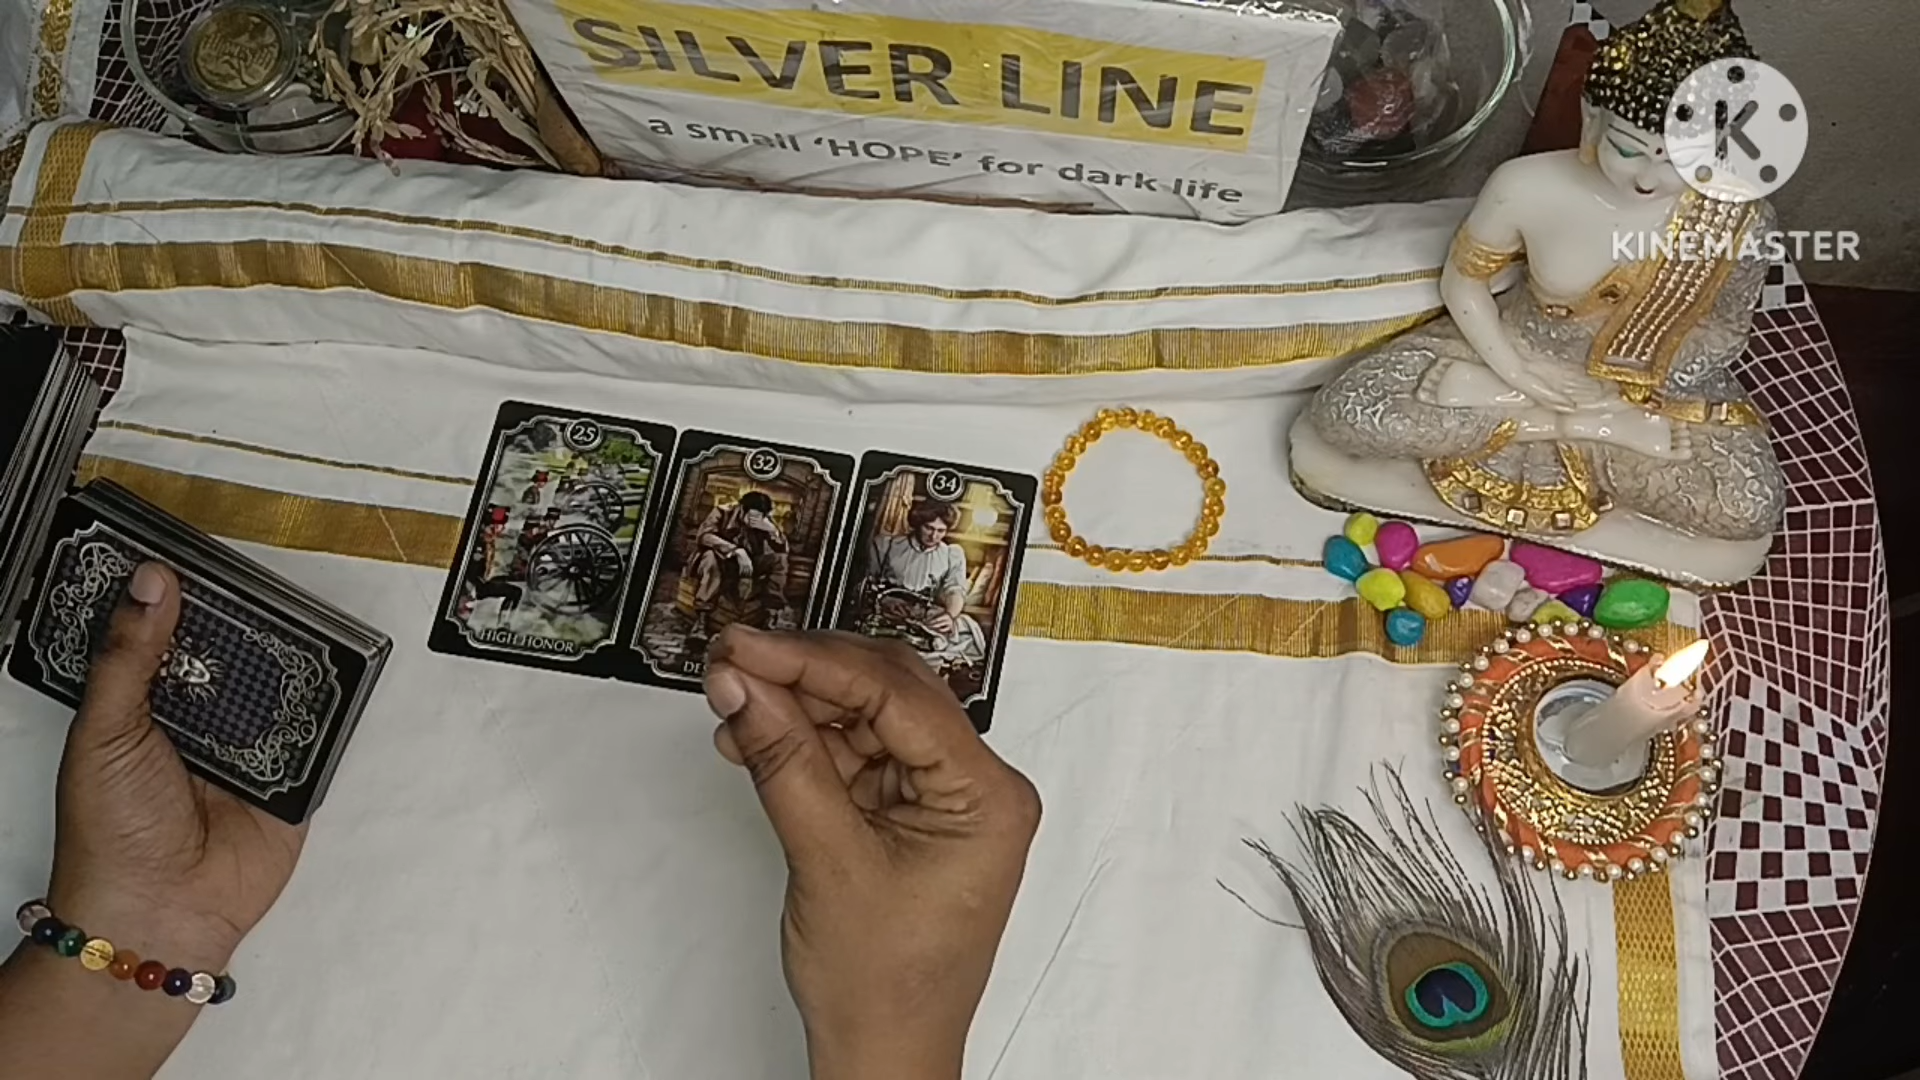 SILVER LINE
a small ‘HOPE’ for dark life
K
KINEMASTER
25
32
34
HIGH HONOR